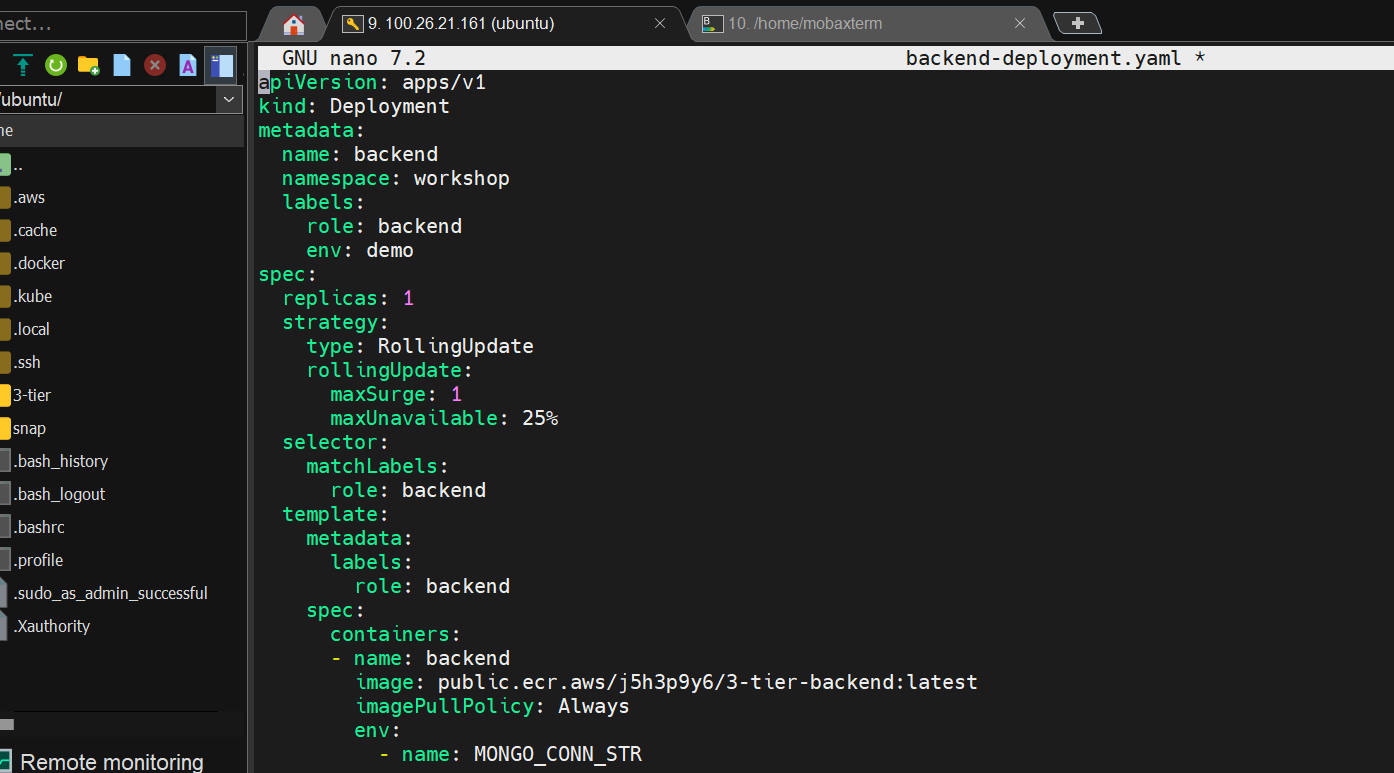 nect...
9. 100.26.21.161 (ubuntu)
10. /home/mobaxterm
/ubuntu/
me
..
.aws
.cache
.docker
.kube
.local
.ssh
3-tier
snap
.bash_history
.bash_logout
.bashrc
.profile
.sudo_as_admin_successful
.Xauthority
Remote monitoring
GNU nano 7.2 backend-deployment.yaml *
apiVersion: apps/v1
kind: Deployment
metadata:
  name: backend
  namespace: workshop
  labels:
    role: backend
    env: demo
spec:
  replicas: 1
  strategy:
    type: RollingUpdate
    rollingUpdate:
      maxSurge: 1
      maxUnavailable: 25%
  selector:
    matchLabels:
      role: backend
  template:
    metadata:
      labels:
        role: backend
    spec:
      containers:
      - name: backend
        image: public.ecr.aws/j5h3p9y6/3-tier-backend:latest
        imagePullPolicy: Always
        env:
          - name: MONGO_CONN_STR